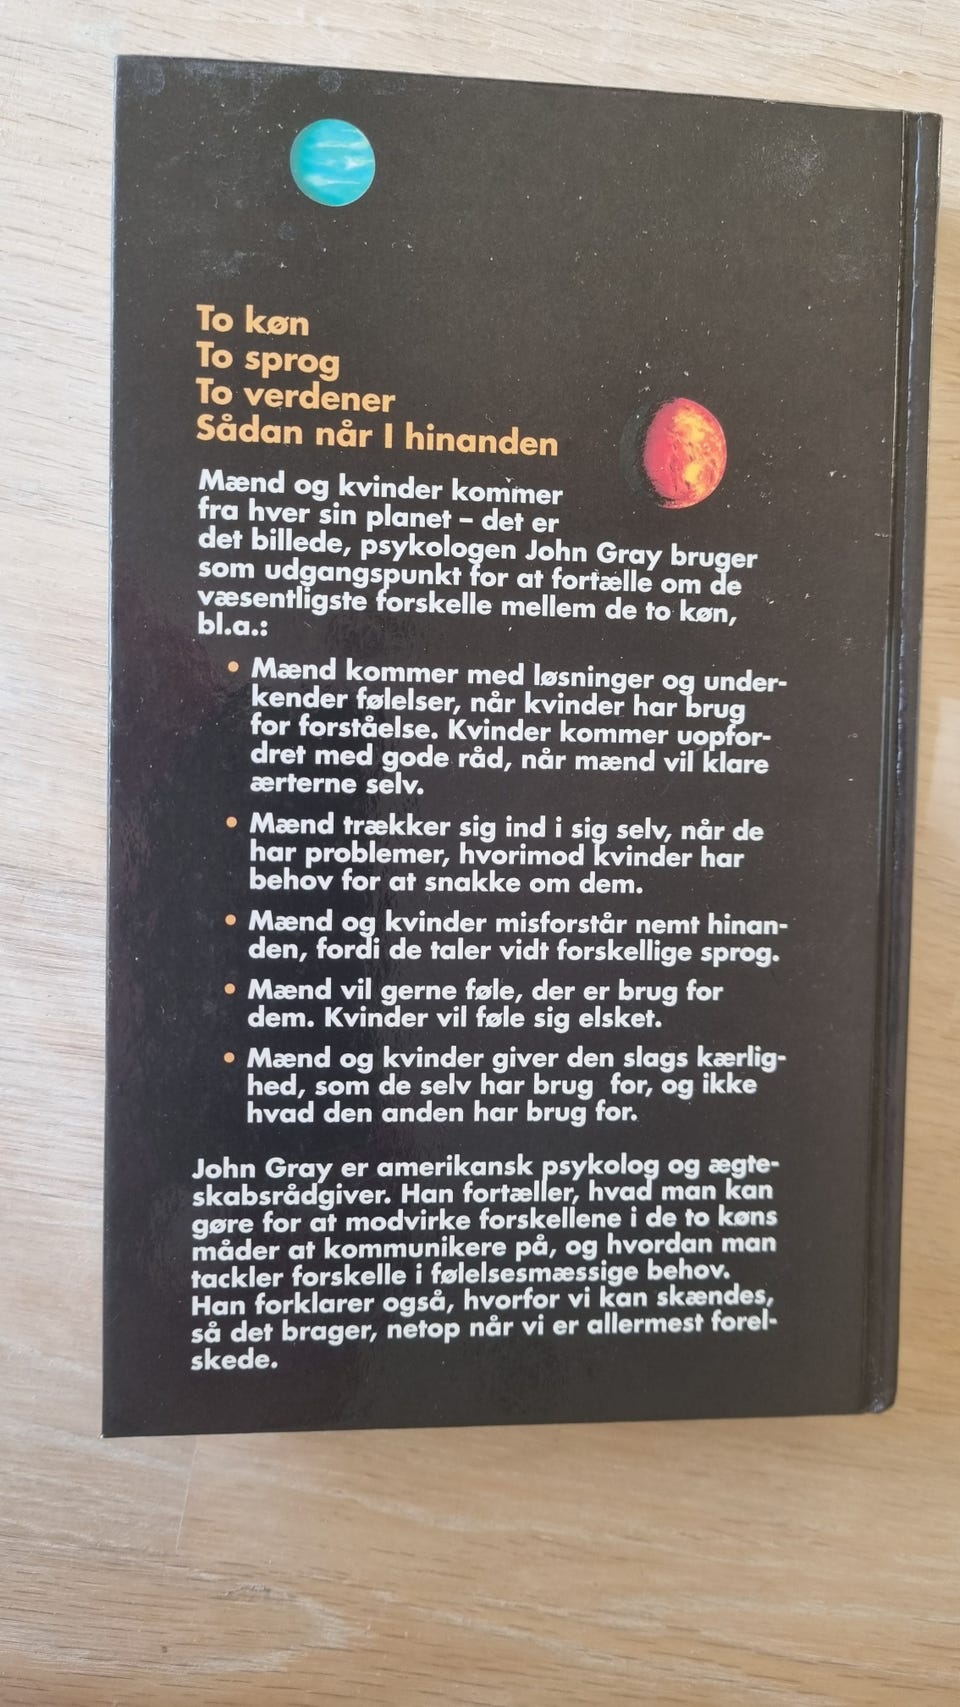 To køn
To sprog
To verdener
Sådan når I hinanden
Mænd og kvinder kommer
fra hver sin planet – det er
det billede, psykologen John Gray bruger
som udgangspunkt for at fortælle om de
væsentligste forskelle mellem de to køn,
bl.a.:
• Mænd kommer med løsninger og under-
kender følelser, når kvinder har brug
for forståelse. Kvinder kommer uopfor-
dret med gode råd, når mænd vil klare
ærterne selv.
• Mænd trækker sig ind i sig selv, når de
har problemer, hvorimod kvinder har
behov for at snakke om dem.
• Mænd og kvinder misforstår nemt hinan-
den, fordi de taler vidt forskellige sprog.
• Mænd vil gerne føle, der er brug for
dem. Kvinder vil føle sig elsket.
• Mænd og kvinder giver den slags kærlig-
hed, som de selv har brug for, og ikke
hvad den anden har brug for.
John Gray er amerikansk psykolog og ægte-
skabsrådgiver. Han fortæller, hvad man kan
gøre for at modvirke forskellene i de to køns
måder at kommunikere på, og hvordan man
tackler forskelle i følelsesmæssige behov.
Han forklarer også, hvorfor vi kan skændes,
så det brager, netop når vi er allermest forel-
skede.